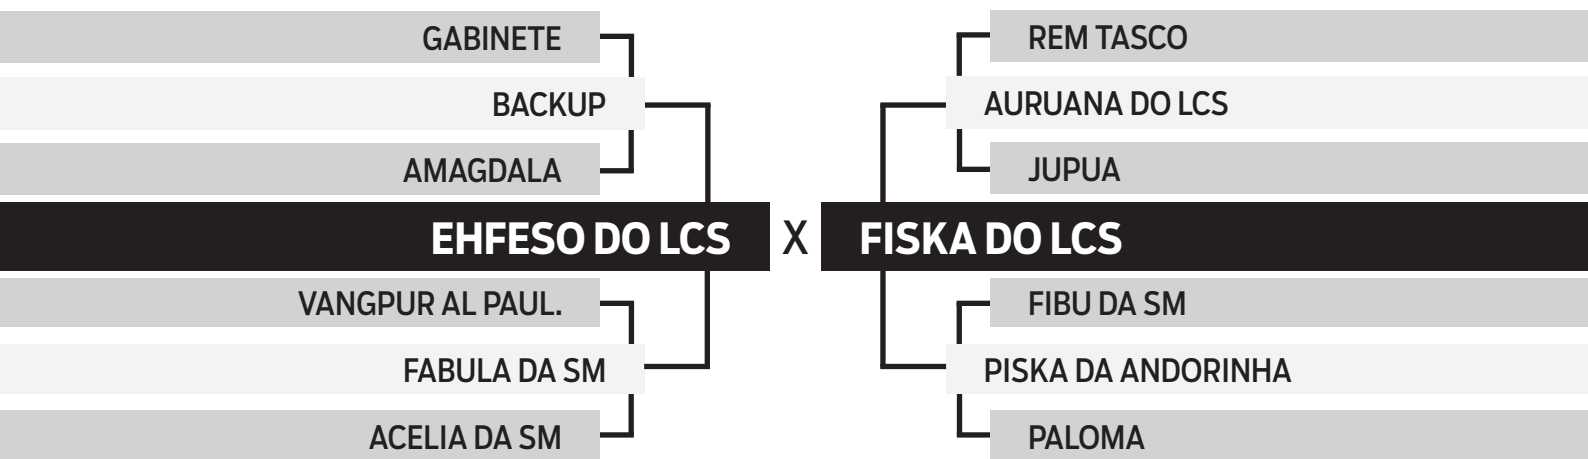 GABINETE
BACKUP
AMAGDALA
EHFESO DO LCS
VANGPUR AL PAUL.
FABULA DA SM
ACELIA DA SM
X
REM TASCO
AURUANA DO LCS
JUPUA
FISKA DO LCS
FIBU DA SM
PISKA DA ANDORINHA
PALOMA